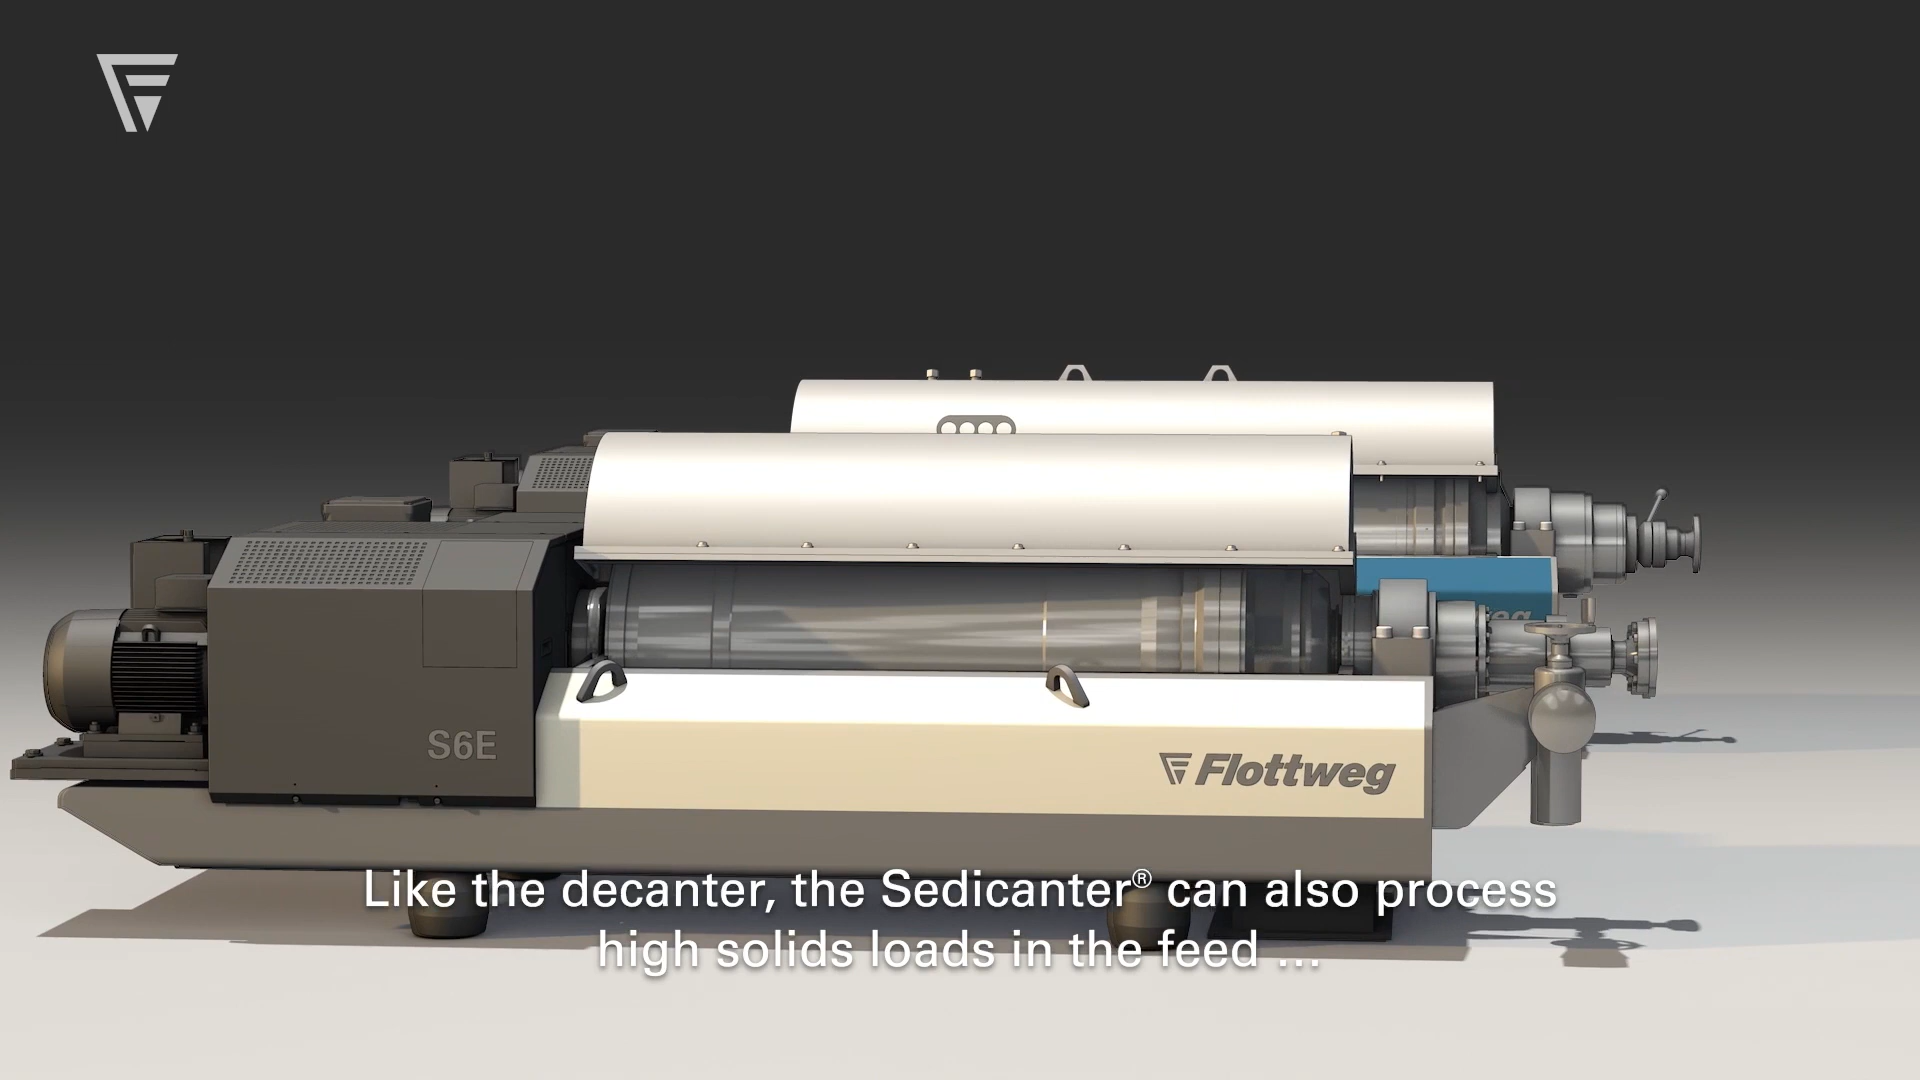 S6E
Flottweg
Like the decanter, the Sedicanter® can also process
high solids loads in the feed ...